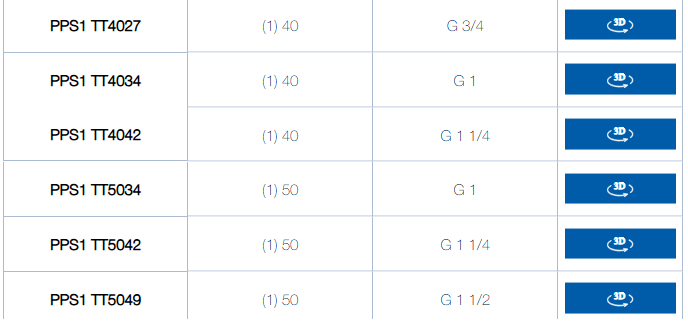 PPS1 TT4027 (1) 40 G 3/4 3D
PPS1 TT4034 (1) 40 G 1 3D
PPS1 TT4042 (1) 40 G 1 1/4 3D
PPS1 TT5034 (1) 50 G 1 3D
PPS1 TT5042 (1) 50 G 1 1/4 3D
PPS1 TT5049 (1) 50 G 1 1/2 3D